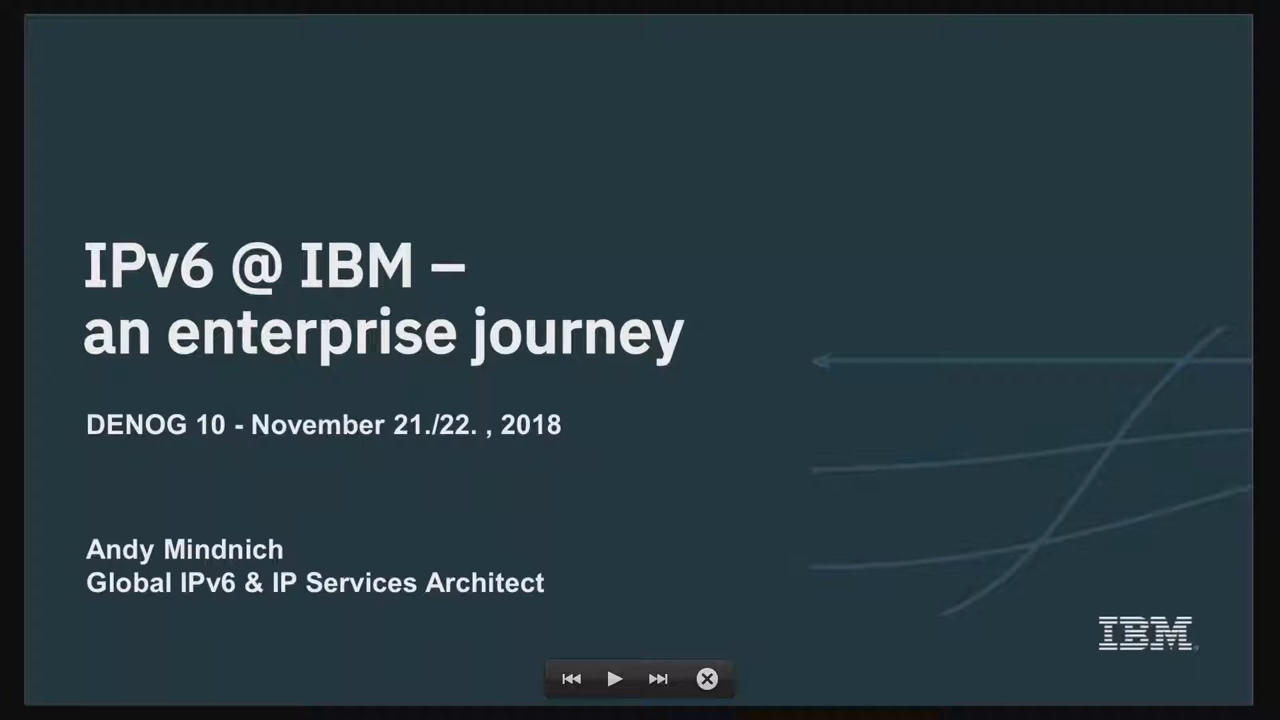 IPv6 @ IBM –
an enterprise journey
DENOG 10 - November 21./22. , 2018
Andy Mindnich
Global IPv6 & IP Services Architect
IBM